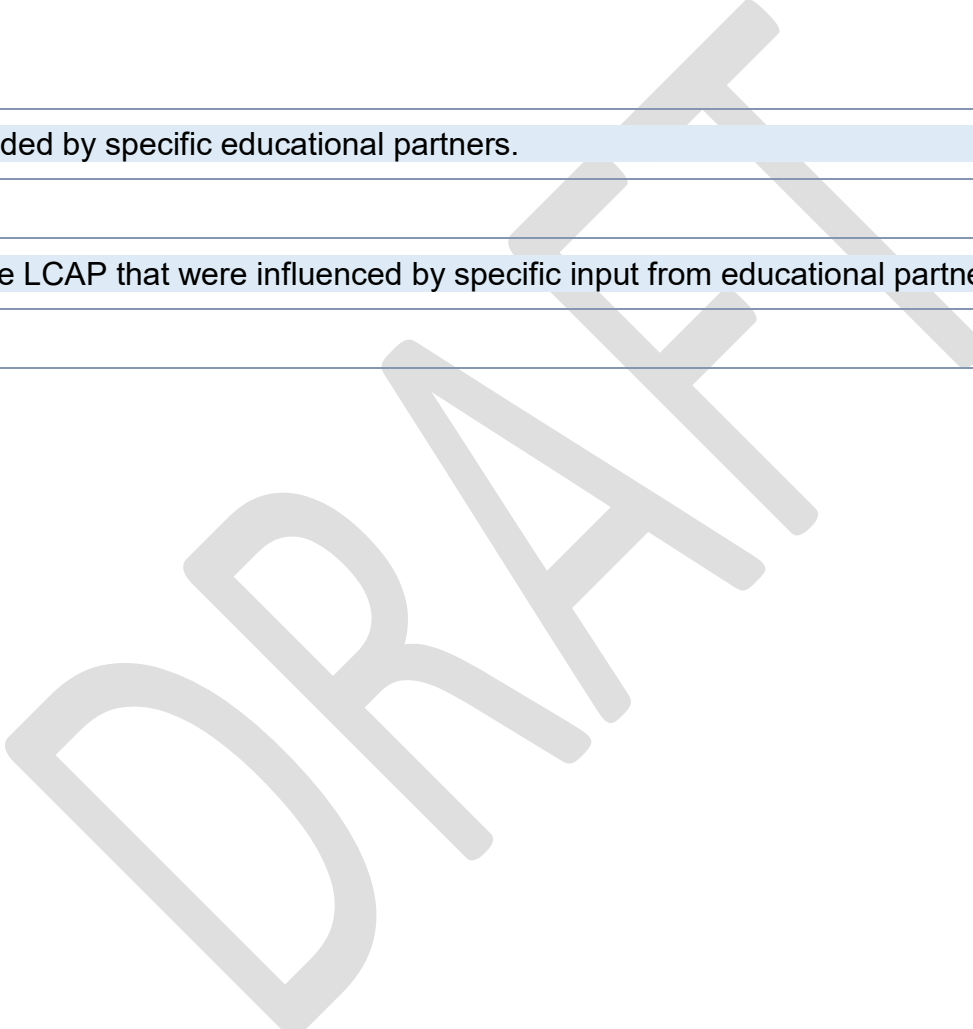 ded by specific educational partners.
e LCAP that were influenced by specific input from educational partne
DRAFT